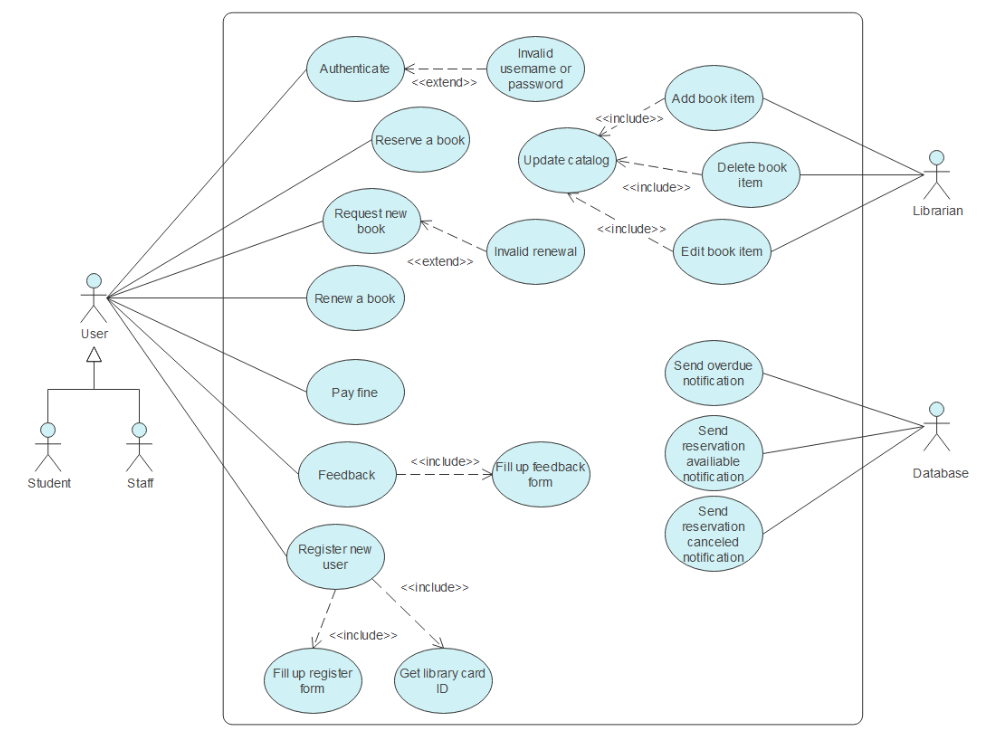 Authenticate
<<extend>>
Invalid
username or
password
Reserve a book
Request new
book
<<extend>>
Invalid renewal
Renew a book
Pay fine
Feedback
<<include>>
Fill up feedback
form
Register new
user
<<include>>
<<include>>
Fill up register
form
Get library card
ID
Add book item
<<include>>
Update catalog
Delete book
item
<<include>>
<<include>>
Edit book item
Send overdue
notification
Send
reservation
availiable
notification
Send
reservation
canceled
notification
User
Student
Staff
Librarian
Database